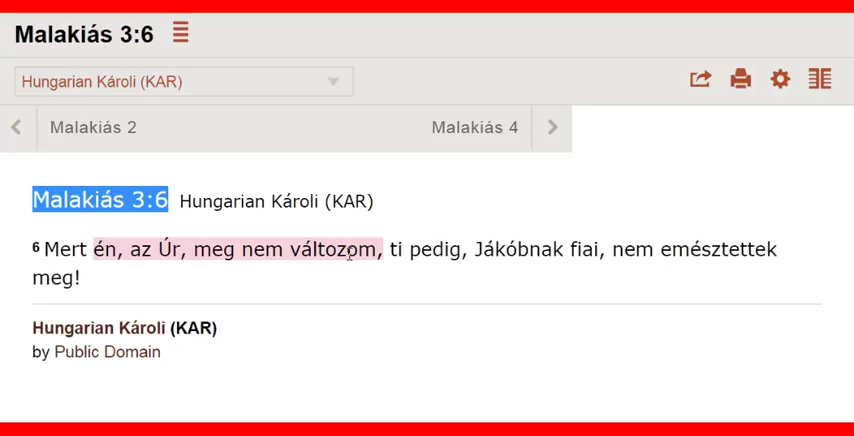 Malakiás 3:6
Hungarian Károli (KAR)
Malakiás 2 Malakiás 4
Malakiás 3:6 Hungarian Károli (KAR)
6 Mert én, az Úr, meg nem változom, ti pedig, Jákóbnak fiai, nem emésztettek
meg!
Hungarian Károli (KAR)
by Public Domain